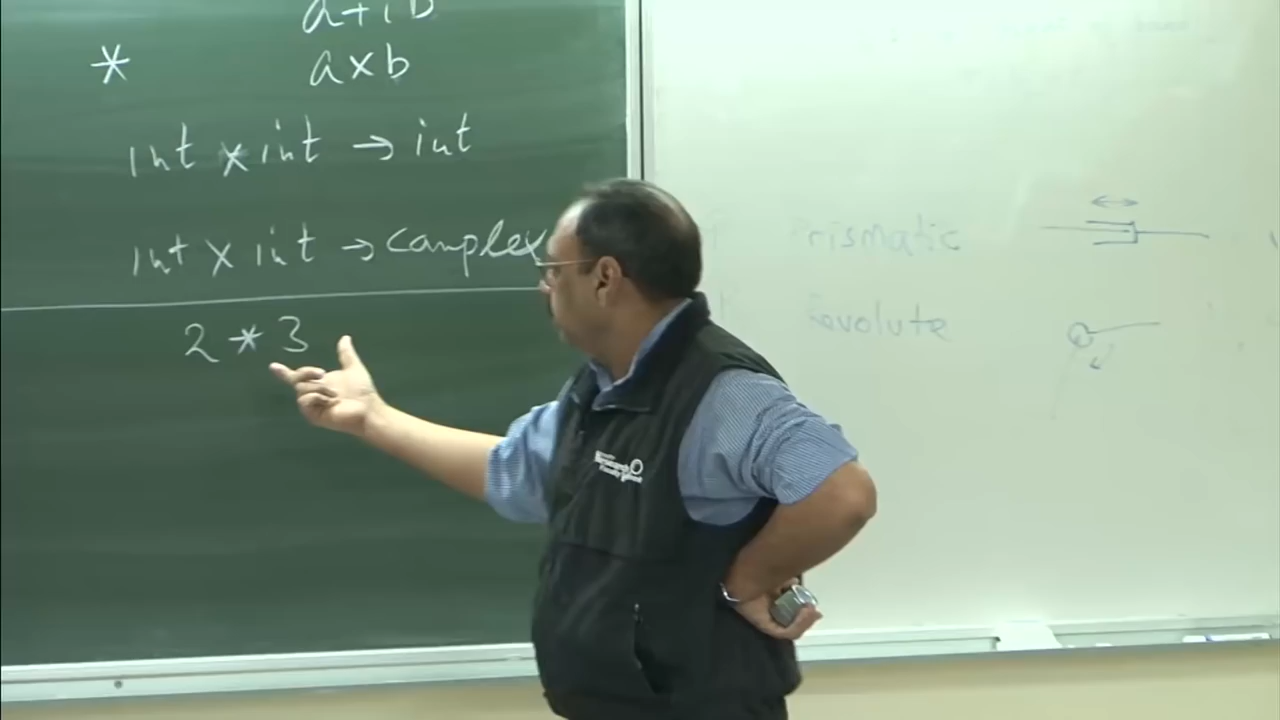 a+ib
* a×b
int × int → int
int × int → complex
2 * 3
Prismatic
Revolute